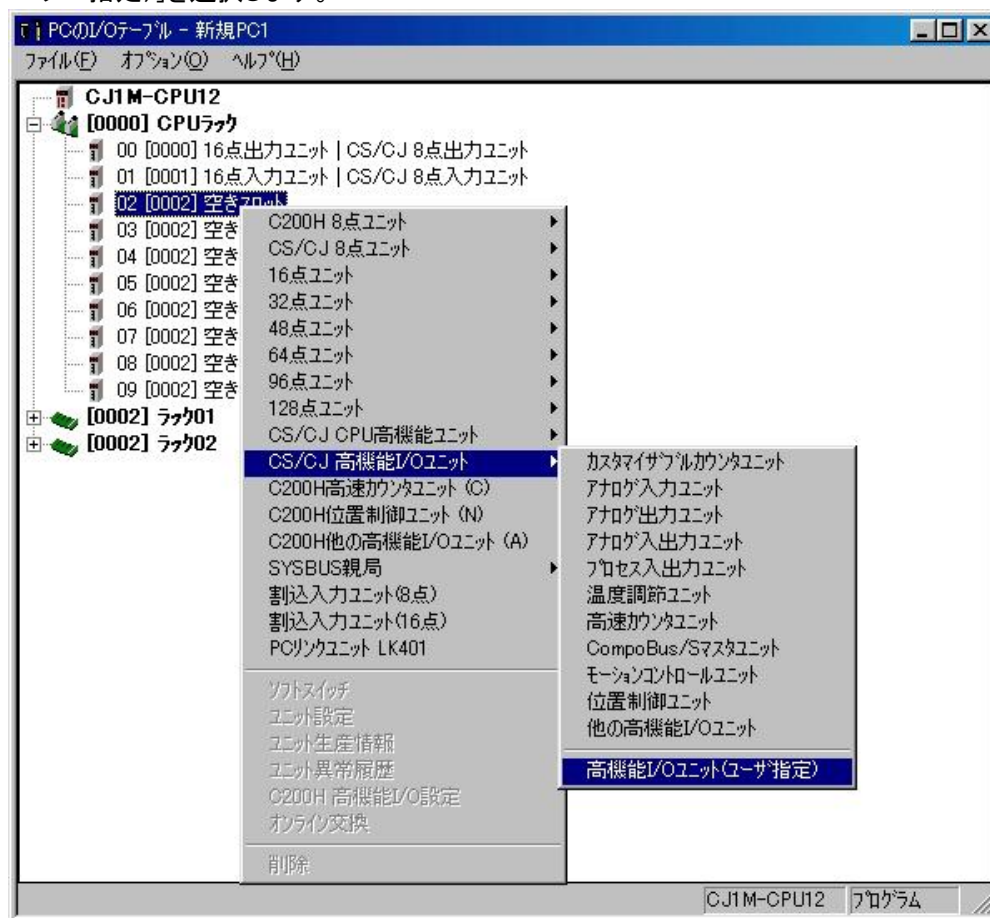 PCのI/Oテーブル - 新規PC1
ファイル(F) オプション(O) ヘルプ(H)
CJ1M-CPU12
[0000] CPUラック
00 [0000] 16点出力ユニット | CS/CJ 8点出力ユニット
01 [0001] 16点入力ユニット | CS/CJ 8点入力ユニット
02 [0002] 空きスロット
03 [0002] 空き
04 [0002] 空き
05 [0002] 空き
06 [0002] 空き
07 [0002] 空き
08 [0002] 空き
09 [0002] 空き
[0002] ラック01
[0002] ラック02
C200H 8点ユニット
CS/CJ 8点ユニット
16点ユニット
32点ユニット
48点ユニット
64点ユニット
96点ユニット
128点ユニット
CS/CJ CPU高機能ユニット
CS/CJ 高機能I/Oユニット
C200H高速カウンタユニット (C)
C200H位置制御ユニット (N)
C200H他の高機能I/Oユニット (A)
SYSBUS親局
割込入力ユニット(8点)
割込入力ユニット(16点)
PCリンクユニット LK401
ソフトスイッチ
ユニット設定
ユニット生産情報
ユニット異常履歴
C200H 高機能I/O設定
オンライン交換
削除
カスタマイザブルカウンタユニット
アナログ入力ユニット
アナログ出力ユニット
アナログ入出力ユニット
プロセス入出力ユニット
温度調節ユニット
高速カウンタユニット
CompoBus/Sマスタユニット
モーションコントロールユニット
位置制御ユニット
他の高機能I/Oユニット
高機能I/Oユニット(ユーザ指定)
CJ1M-CPU12 プログラム